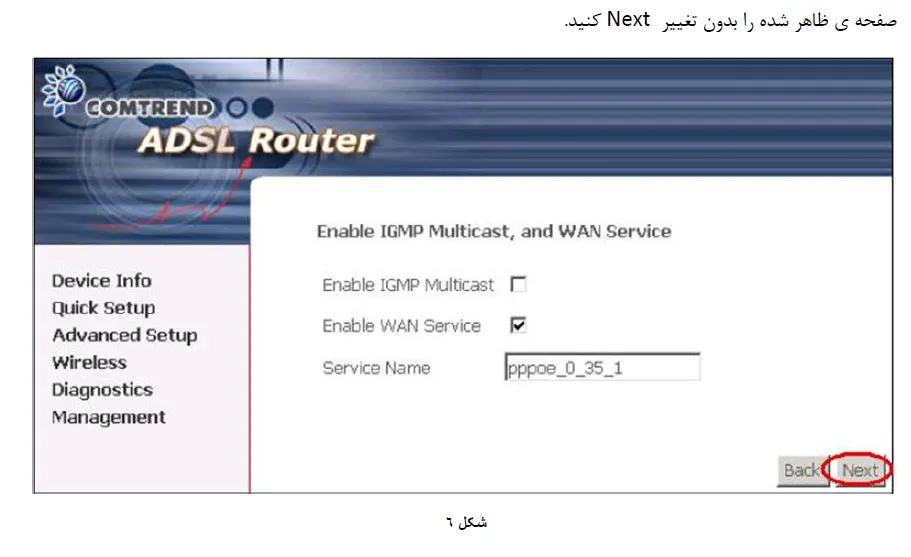 صفحه ی ظاهر شده را بدون تغییر Next کنید.
COMTREND
ADSL Router
Enable IGMP Multicast, and WAN Service
Device Info
Quick Setup
Advanced Setup
Wireless
Diagnostics
Management
Enable IGMP Multicast
Enable WAN Service
Service Name pppoe_0_35_1
Back Next
شکل ٦